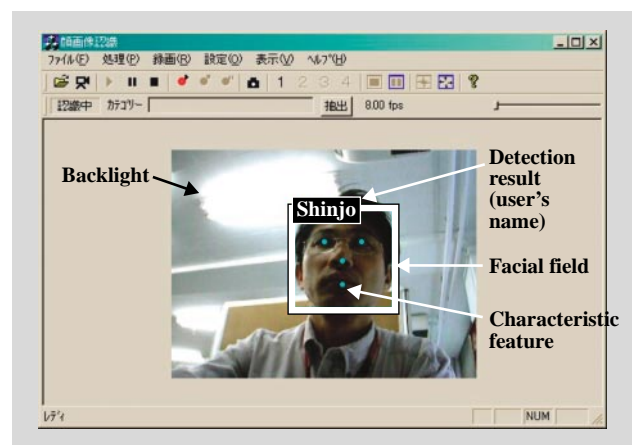 顔画像認識
ファイル(F) 処理(P) 録画(R) 設定(O) 表示(V) ヘルプ(H)
1 2 3 4
認識中 カテゴリー 抽出 8.00 fps
Backlight
Detection
result
(user's
name)
Shinjo
Facial field
Characteristic
feature
レディ NUM